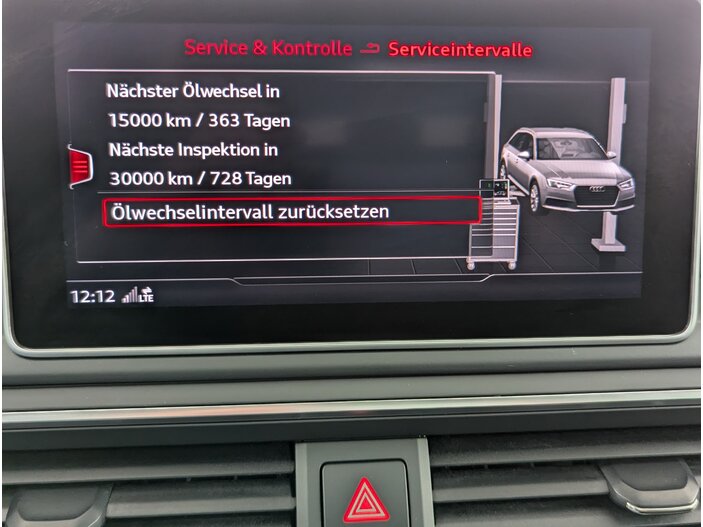 Service & Kontrolle Serviceintervalle
Nächster Ölwechsel in
15000 km / 363 Tagen
Nächste Inspektion in
30000 km / 728 Tagen
Ölwechselintervall zurücksetzen
12:12 LTE